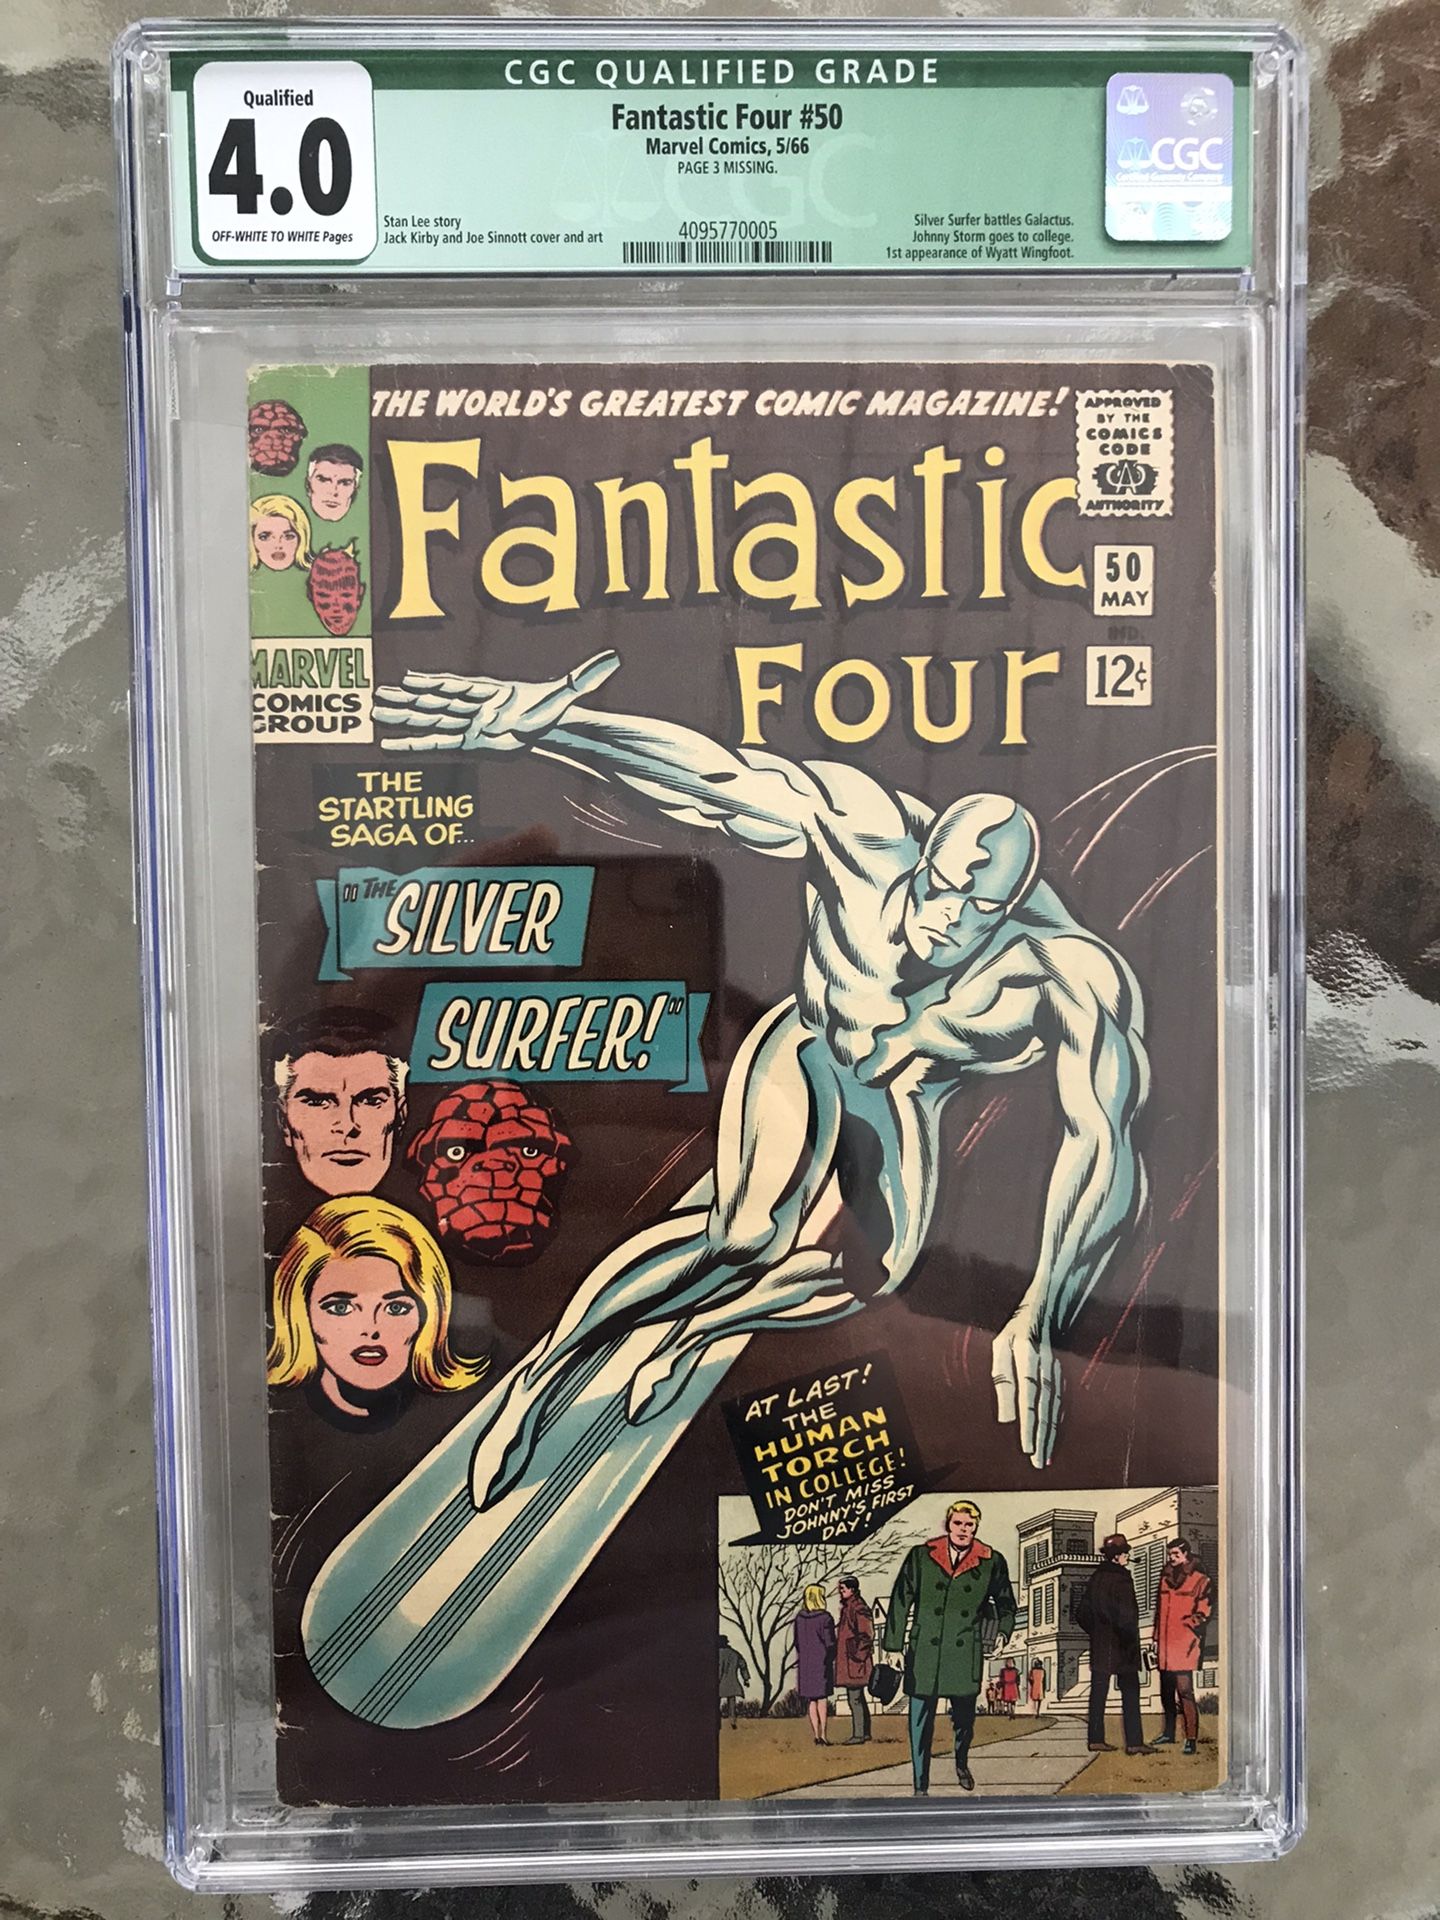 CGC QUALIFIED GRADE
Qualified
4.0
OFF-WHITE TO WHITE Pages
Fantastic Four #50
Marvel Comics, 5/66
PAGE 3 MISSING.
Stan Lee story
Jack Kirby and Joe Sinnott cover and art
4095770005
Silver Surfer battles Galactus.
Johnny Storm goes to college.
1st appearance of Wyatt Wingfoot.
CGC
THE WORLD'S GREATEST COMIC MAGAZINE!
Fantastic
Four
APPROVED
BY THE
COMICS
CODE
AUTHORITY
50
MAY
IND.
12¢
MARVEL
COMICS
GROUP
THE
STARTLING
SAGA OF...
"THE
SILVER
SURFER!"
AT LAST!
THE
HUMAN
TORCH
IN COLLEGE!
DON'T MISS
JOHNNY'S FIRST
DAY!